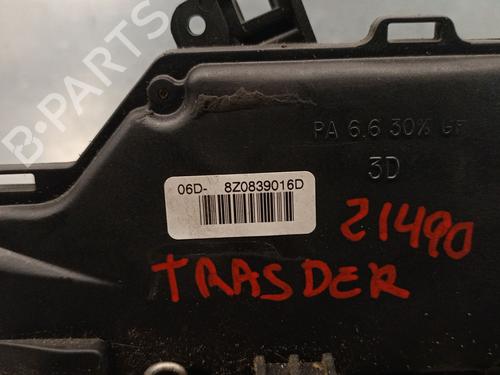 PA 6,6 30% GF
3D
06D- 8Z0839016D
21490
TRASDER
B-PARTS